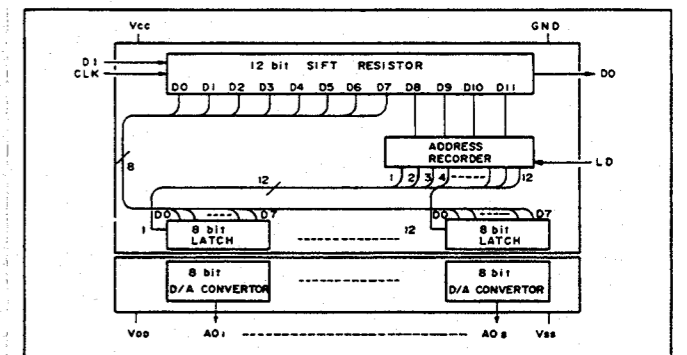 Vcc GND
DI
CLK
12 bit SIFT RESISTOR
D0 D1 D2 D3 D4 D5 D6 D7 D8 D9 D10 D11
DO
ADDRESS
RECORDER
LD
8
12
1 2 3 4 12
D0 D7 D0 D7
1 8 bit 12 8 bit
LATCH LATCH
8 bit 8 bit
D/A CONVERTOR D/A CONVERTOR
VDD AO1 AO8 Vss